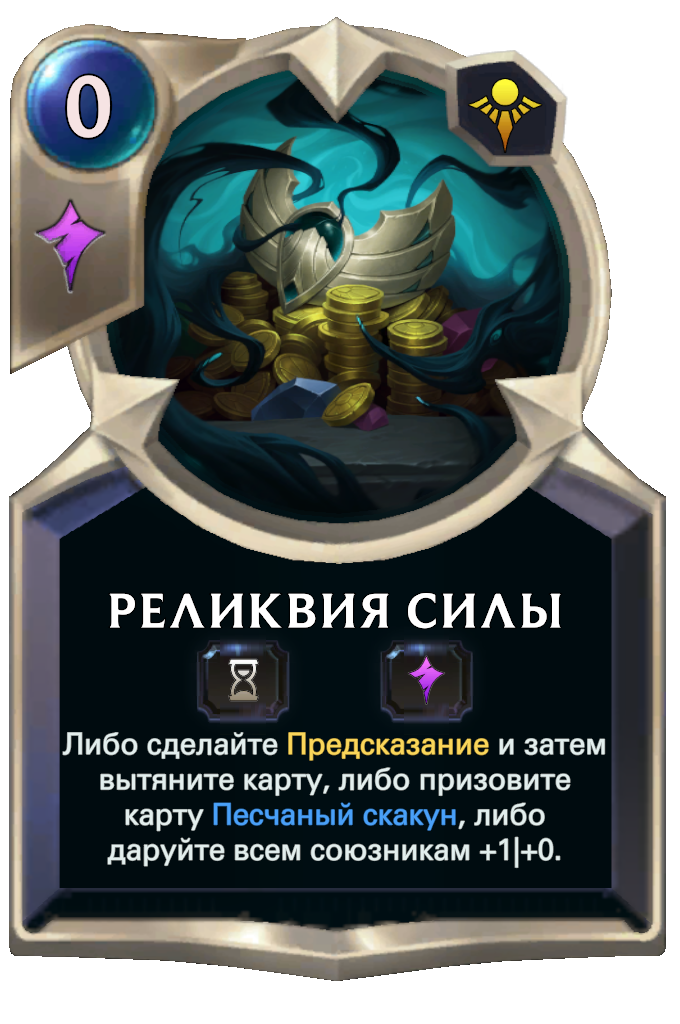 0
РЕЛИКВИЯ СИЛЫ
Либо сделайте Предсказание и затем
вытяните карту, либо призовите
карту Песчаный скакун, либо
даруйте всем союзникам +1|+0.